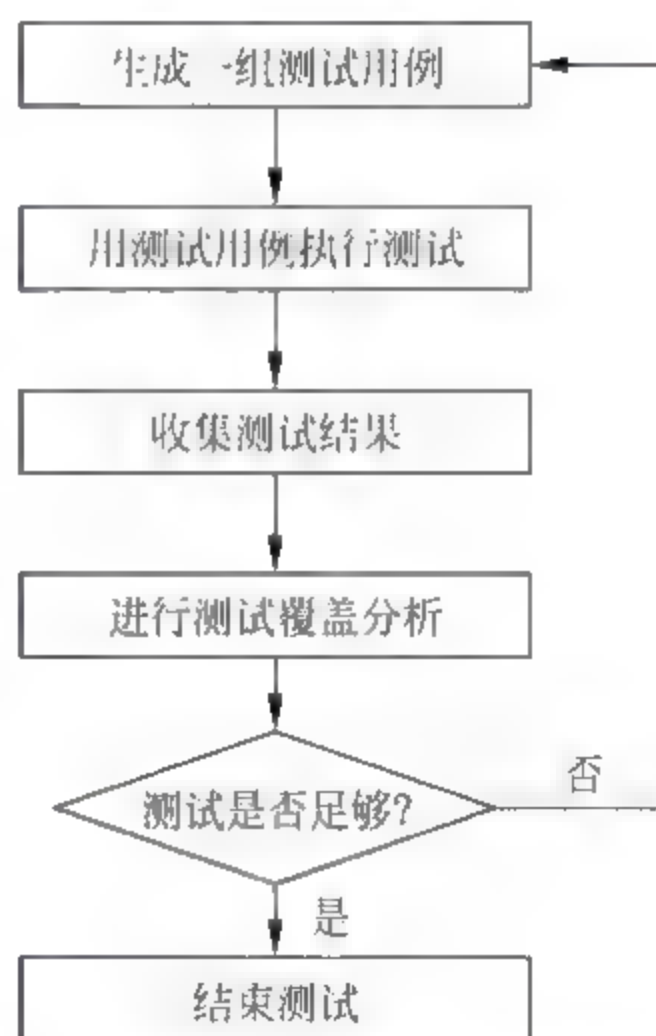 生成一组测试用例
用测试用例执行测试
收集测试结果
进行测试覆盖分析
测试是否足够?
否
是
结束测试